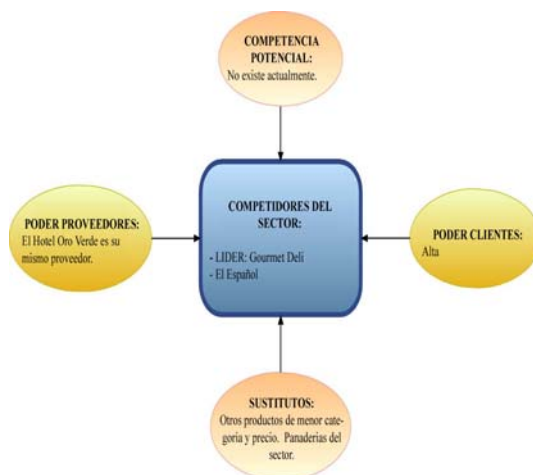 COMPETENCIA
POTENCIAL:
No existe actualmente.
PODER PROVEEDORES:
El Hotel Oro Verde es su
mismo proveedor.
COMPETIDORES DEL
SECTOR:
- LIDER: Gourmet Deli
- El Español
PODER CLIENTES:
Alta
SUSTITUTOS:
Otros productos de menor cate-
goria y precio. Panaderias del
sector.